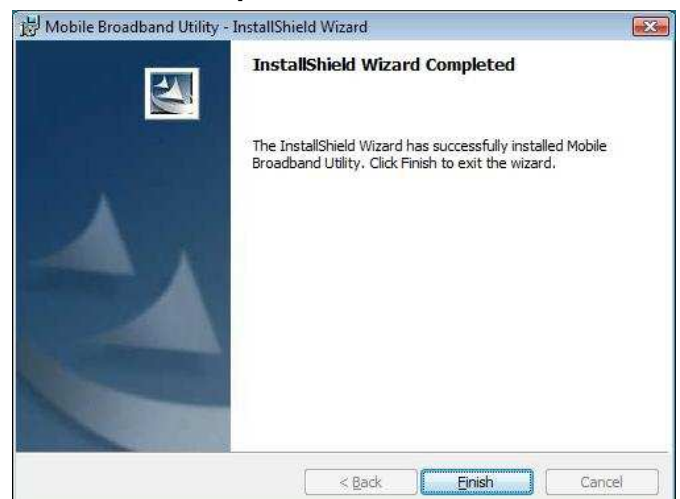 Mobile Broadband Utility - InstallShield Wizard
InstallShield Wizard Completed
The InstallShield Wizard has successfully installed Mobile
Broadband Utility. Click Finish to exit the wizard.
< Back Finish Cancel